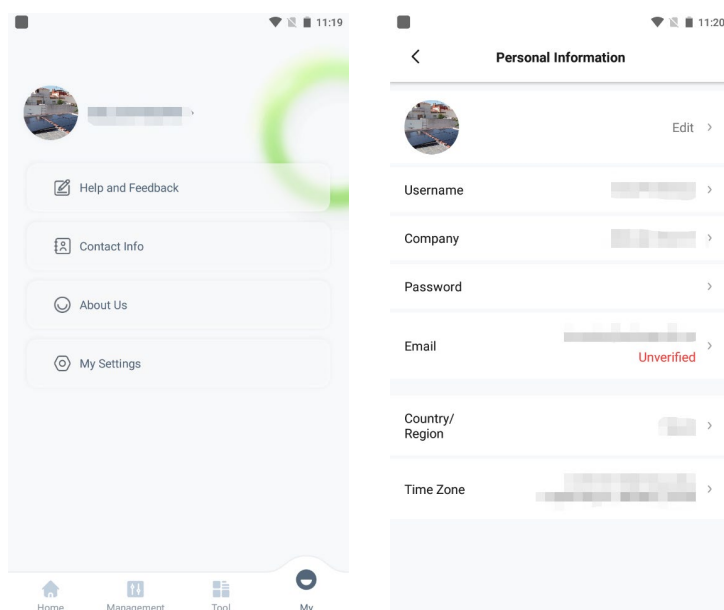 11:19
Help and Feedback
Contact Info
About Us
My Settings
Home
Management
Tool
My
11:20
Personal Information
Edit
Username
Company
Password
Email
Unverified
Country/
Region
Time Zone